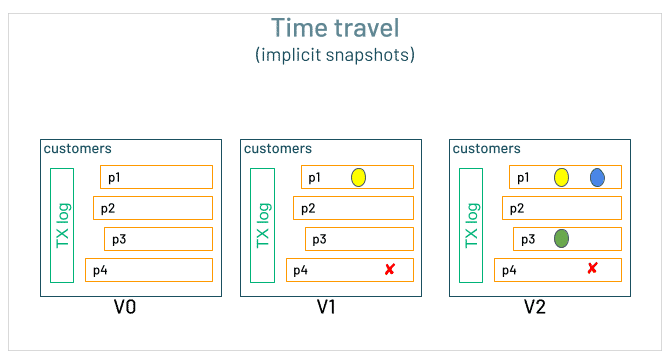 Time travel
(implicit snapshots)
customers
TX log
p1
p2
p3
p4
V0
customers
TX log
p1
p2
p3
p4
V1
customers
TX log
p1
p2
p3
p4
V2